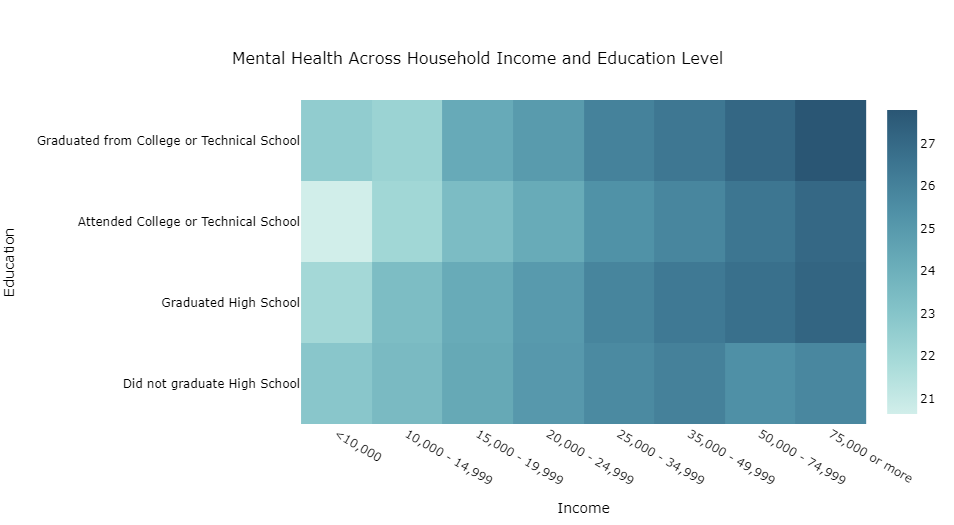 Mental Health Across Household Income and Education Level
Education
Graduated from College or Technical School
Attended College or Technical School
Graduated High School
Did not graduate High School
27
26
25
24
23
22
21
<10,000
10,000 - 14,999
15,000 - 19,999
20,000 - 24,999
25,000 - 34,999
35,000 - 49,999
50,000 - 74,999
75,000 or more
Income